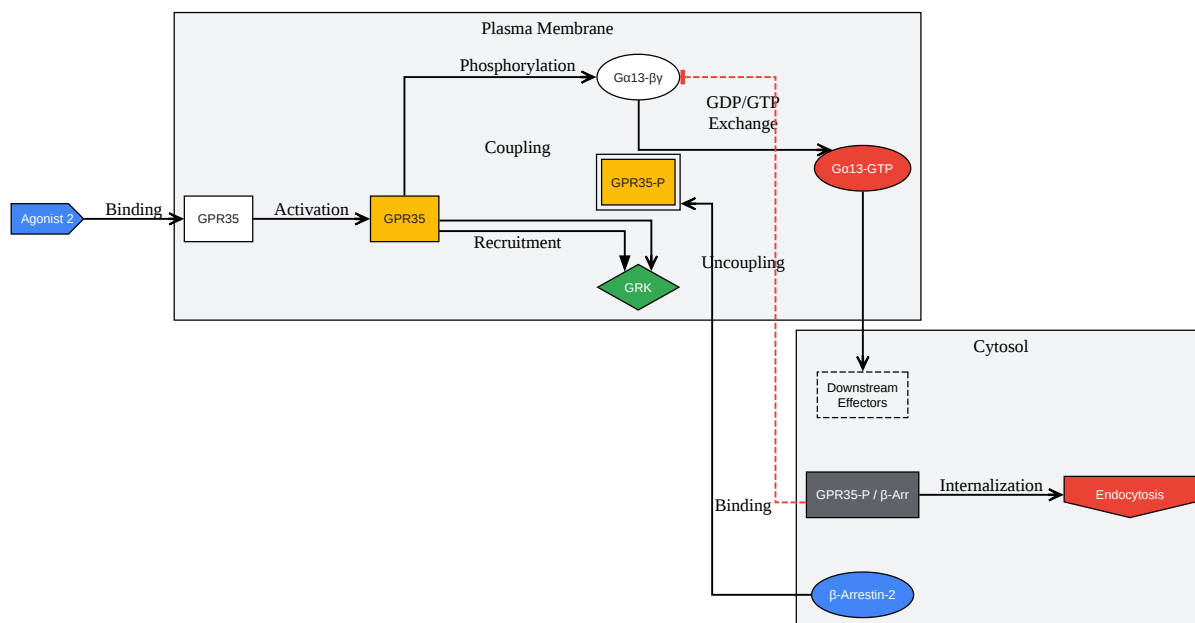 Plasma Membrane
Phosphorylation
Gα13-βγ
GDP/GTP
Exchange
Coupling
Gα13-GTP
GPR35-P
Agonist 2
Binding
GPR35
Activation
GPR35
Recruitment
Uncoupling
GRK
Cytosol
Downstream
Effectors
GPR35-P / β-Arr
Internalization
Endocytosis
Binding
β-Arrestin-2